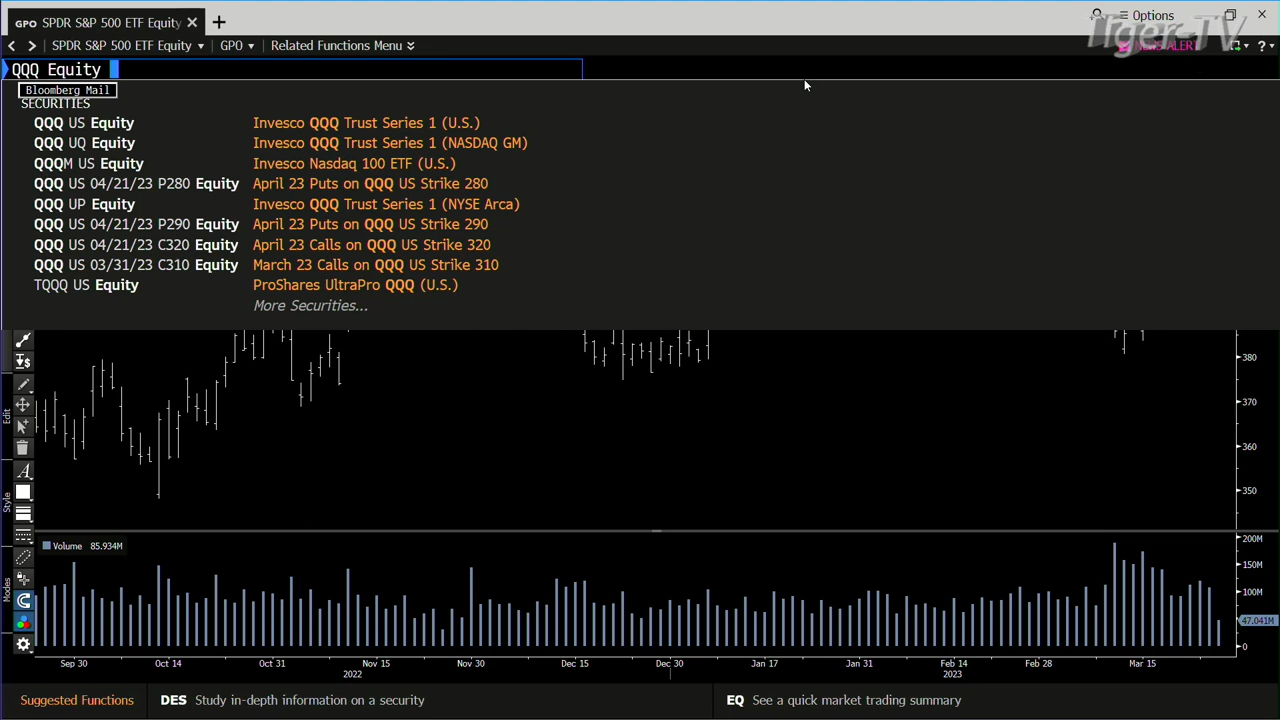 GPO SPDR S&P 500 ETF Equity
Options
SPDR S&P 500 ETF Equity GPO Related Functions Menu
NEWS ALERT
Tiger-TV
QQQ Equity
Bloomberg Mail
SECURITIES
QQQ US Equity Invesco QQQ Trust Series 1 (U.S.)
QQQ UQ Equity Invesco QQQ Trust Series 1 (NASDAQ GM)
QQQM US Equity Invesco Nasdaq 100 ETF (U.S.)
QQQ US 04/21/23 P280 Equity April 23 Puts on QQQ US Strike 280
QQQ UP Equity Invesco QQQ Trust Series 1 (NYSE Arca)
QQQ US 04/21/23 P290 Equity April 23 Puts on QQQ US Strike 290
QQQ US 04/21/23 C320 Equity April 23 Calls on QQQ US Strike 320
QQQ US 03/31/23 C310 Equity March 23 Calls on QQQ US Strike 310
TQQQ US Equity ProShares UltraPro QQQ (U.S.)
More Securities...
380
370
360
350
Edit
Style
Modes
Volume 85.934M
200M
150M
100M
47.041M
0
Sep 30 Oct 14 Oct 31 Nov 15 Nov 30 Dec 15 Dec 30 Jan 17 Jan 31 Feb 14 Feb 28 Mar 15
2022 2023
Suggested Functions DES Study in-depth information on a security EQ See a quick market trading summary